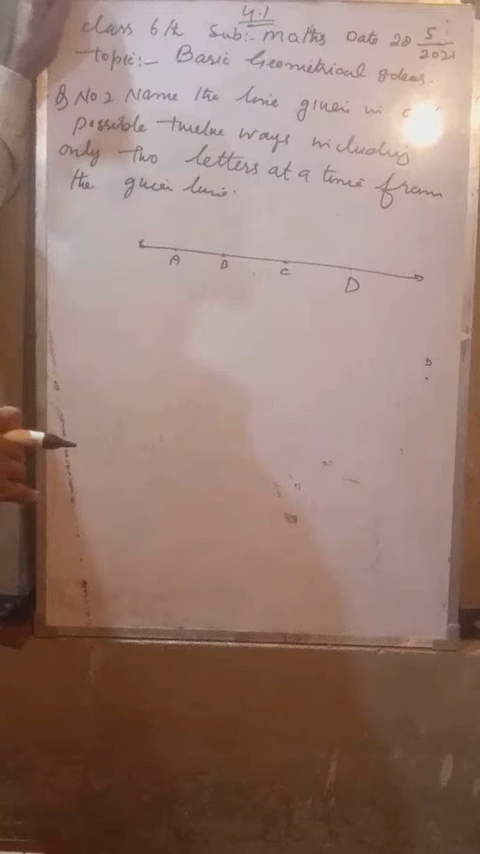 4.1
Class 6th Sub:- Maths Date 28 5
2021
Topic:- Basic Geometrical Ideas.
Q No 2 Name the line given in
possible twelve ways including
only two letters at a time from
the given line.
A B C D